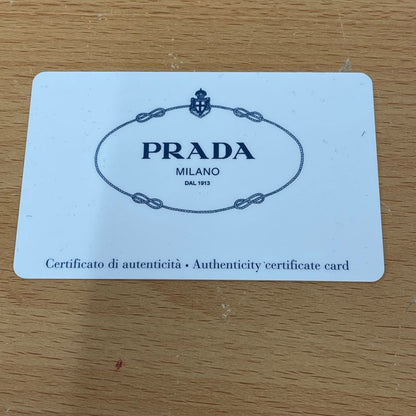 PRADA
MILANO
DAL 1913
Certificato di autenticità • Authenticity certificate card